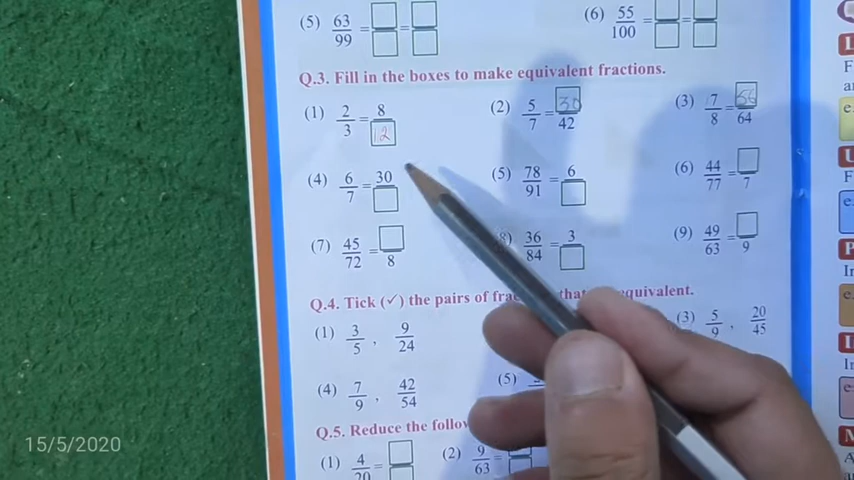 (5) 63/99 = □/□ = □/□ (6) 55/100 = □/□ = □/□
Q.3. Fill in the boxes to make equivalent fractions.
(1) 2/3 = 8/12 (2) 5/7 = 30/42 (3) 7/8 = 56/64
(4) 6/7 = 30/□ (5) 78/91 = 6/□ (6) 44/77 = □/7
(7) 45/72 = □/8 8) 36/84 = 3/□ (9) 49/63 = □/9
Q.4. Tick (✓) the pairs of that equivalent.
(1) 3/5 , 9/24 (3) 5/9 , 20/45
(4) 7/9 , 42/54 (5)
Q.5. Reduce the
(1) 4/20 = □/□ (2) 9/63 = □/□
15/5/2020